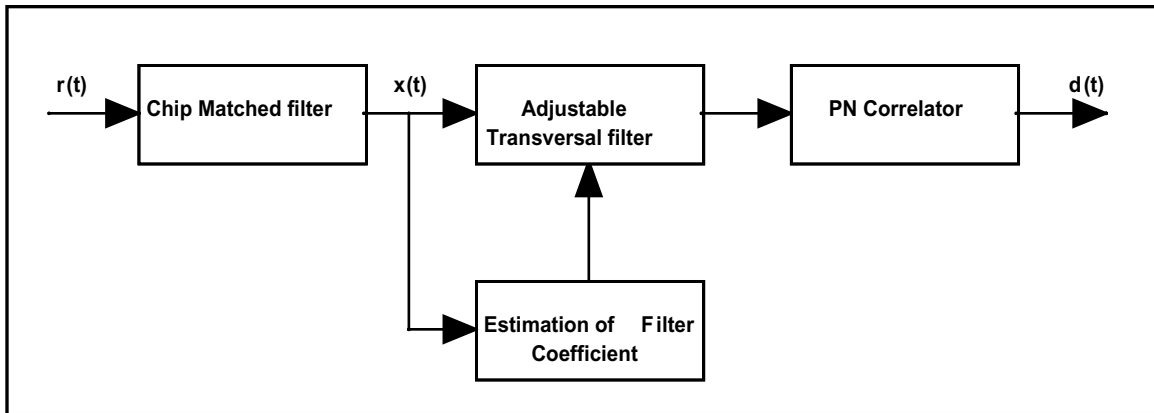 r(t)
Chip Matched filter
x(t)
Adjustable
Transversal filter
PN Correlator
d(t)
Estimation of Filter
Coefficient